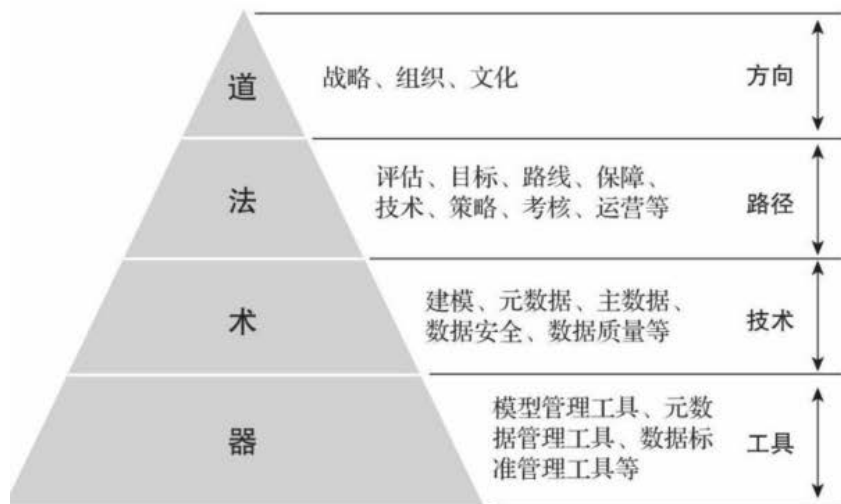 道
战略、组织、文化
方向
法
评估、目标、路线、保障、
技术、策略、考核、运营等
路径
术
建模、元数据、主数据、
数据安全、数据质量等
技术
器
模型管理工具、元数
据管理工具、数据标
准管理工具等
工具